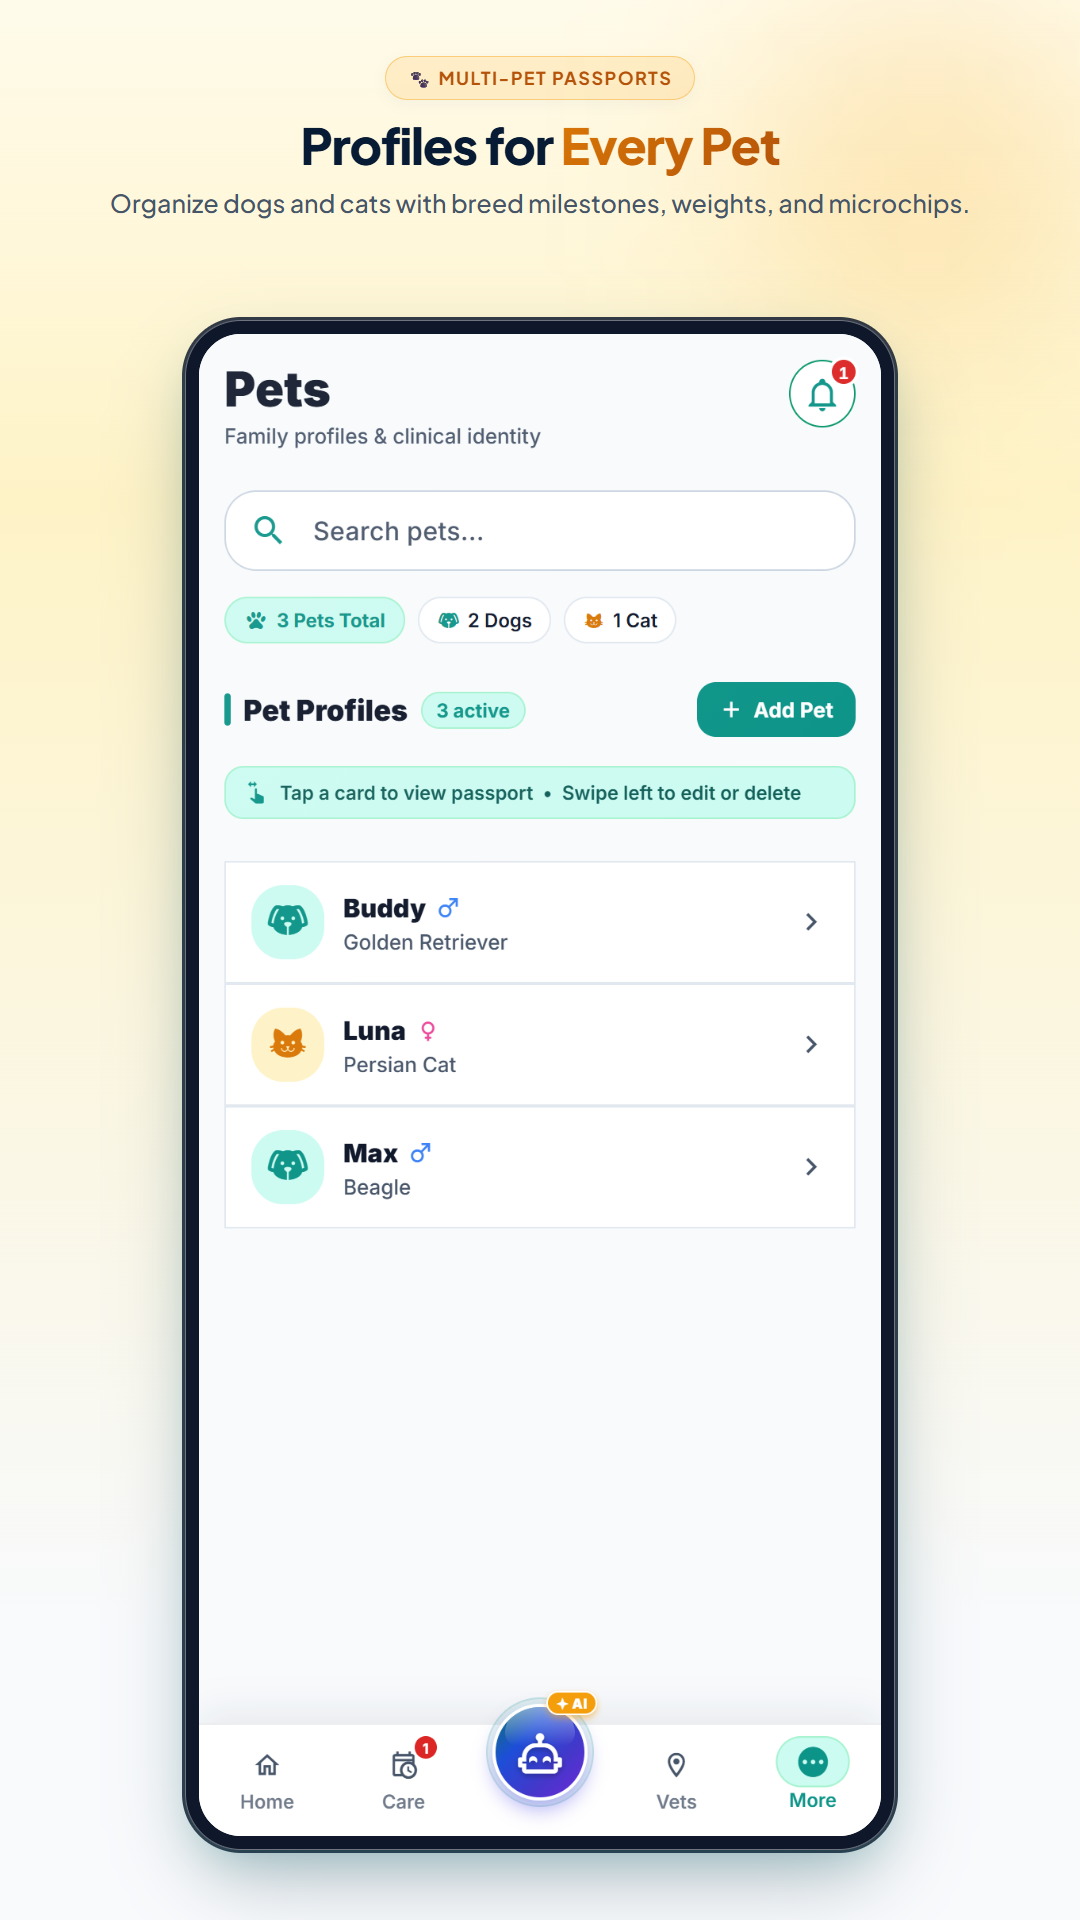 MULTI-PET PASSPORTS
Profiles for Every Pet
Organize dogs and cats with breed milestones, weights, and microchips.
Pets
1
Family profiles & clinical identity
Search pets...
3 Pets Total
2 Dogs
1 Cat
Pet Profiles
3 active
+ Add Pet
Tap a card to view passport • Swipe left to edit or delete
Buddy ♂
Golden Retriever
Luna ♀
Persian Cat
Max ♂
Beagle
AI
1
Home
Care
Vets
More